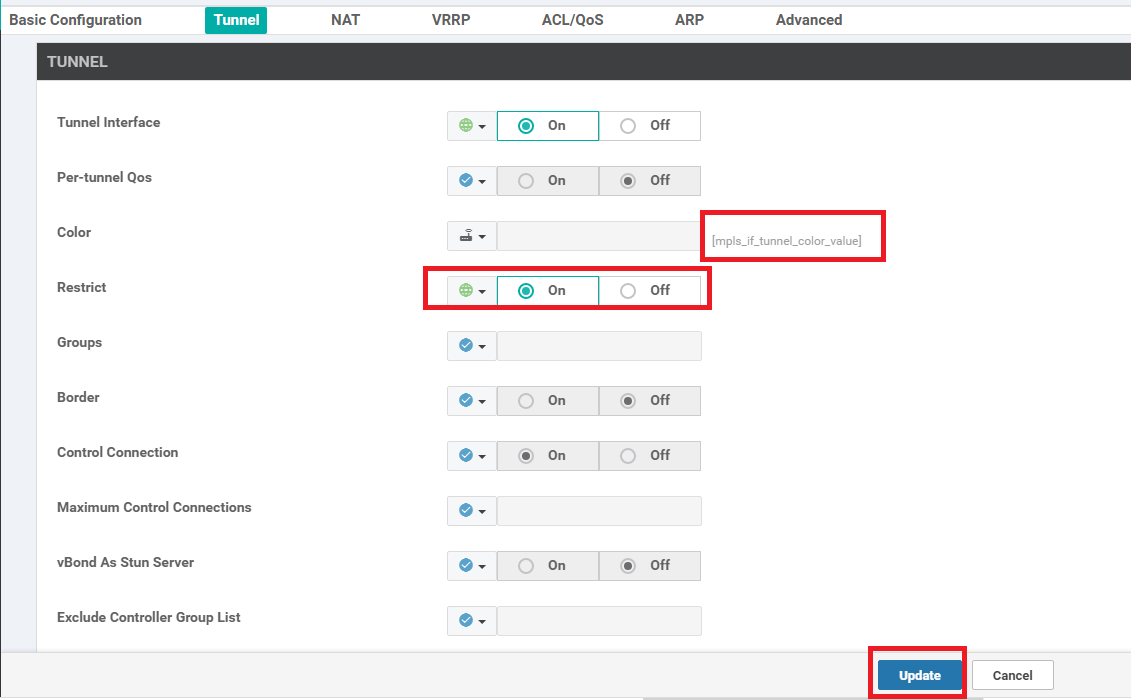 Basic Configuration Tunnel NAT VRRP ACL/QoS ARP Advanced
TUNNEL
Tunnel Interface On Off
Per-tunnel Qos On Off
Color [mpls_if_tunnel_color_value]
Restrict On Off
Groups
Border On Off
Control Connection On Off
Maximum Control Connections
vBond As Stun Server On Off
Exclude Controller Group List
Update Cancel